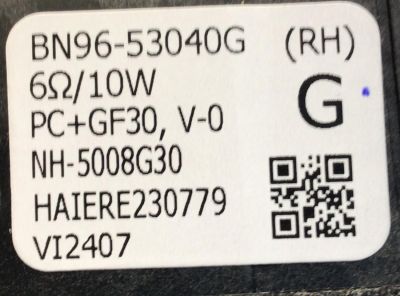 BN96-53040G (RH)
6Ω/10W
G
PC+GF30, V-0
NH-5008G30
HAIERE230779
VI2407